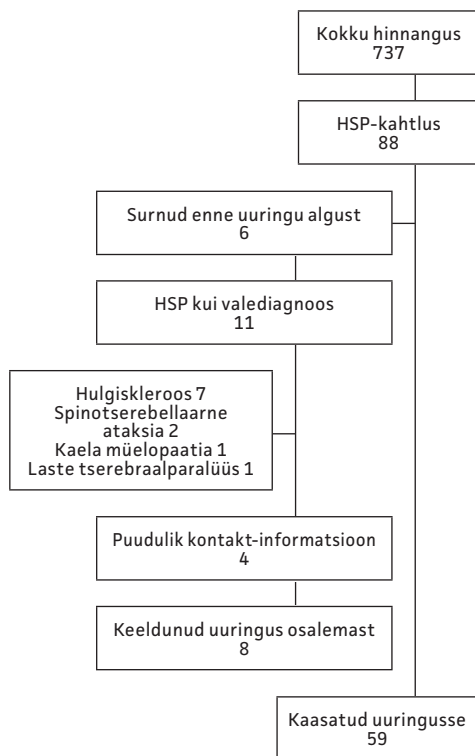 Kokku hinnangus
737
HSP-kahtlus
88
Surnud enne uuringu algust
6
HSP kui valediagnoos
11
Hulgiskleroos 7
Spinotserebellaarne
ataksia 2
Kaela müelopaatia 1
Laste tserebraalparalüüs 1
Puudulik kontakt-informatsioon
4
Keeldunud uuringus osalemast
8
Kaasatud uuringusse
59